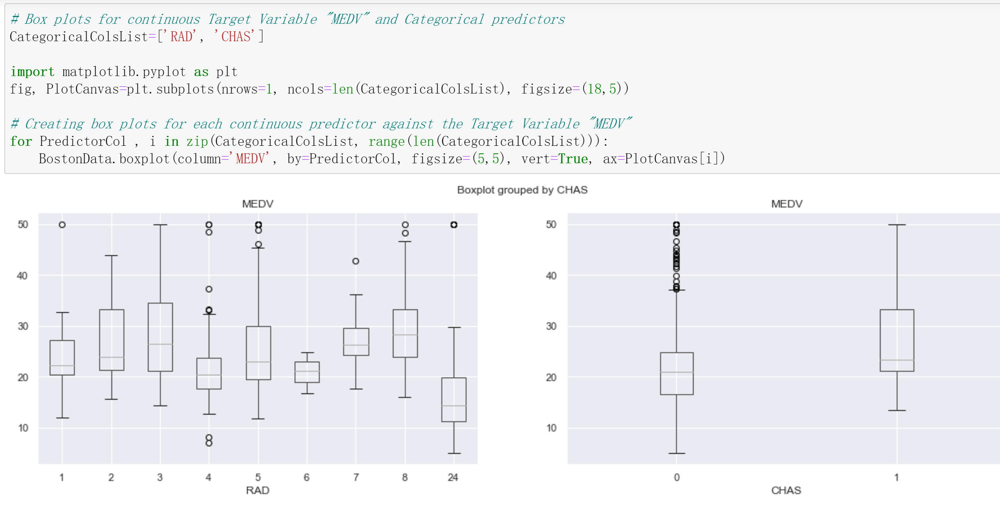 # Box plots for continuous Target Variable "MEDV" and Categorical predictors
CategoricalColsList=['RAD', 'CHAS']
import matplotlib.pyplot as plt
fig, PlotCanvas=plt.subplots(nrows=1, ncols=len(CategoricalColsList), figsize=(18,5))
# Creating box plots for each continuous predictor against the Target Variable "MEDV"
for PredictorCol , i in zip(CategoricalColsList, range(len(CategoricalColsList))):
    BostonData.boxplot(column='MEDV', by=PredictorCol, figsize=(5,5), vert=True, ax=PlotCanvas[i])
Boxplot grouped by CHAS
MEDV
50
40
30
20
10
1 2 3 4 5 6 7 8 24
RAD
MEDV
50
40
30
20
10
0 1
CHAS